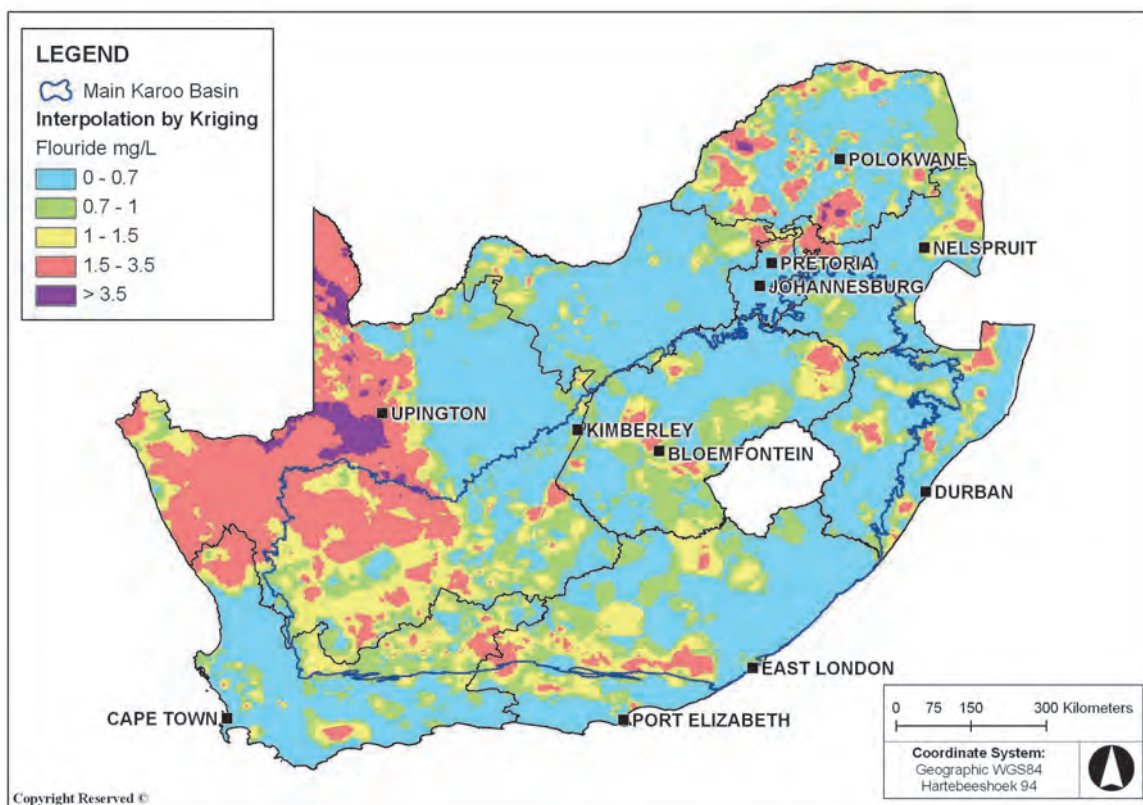 LEGEND
Main Karoo Basin
Interpolation by Kriging
Flouride mg/L
0 - 0.7
0.7 - 1
1 - 1.5
1.5 - 3.5
> 3.5
POLOKWANE
NELSPRUIT
PRETORIA
JOHANNESBURG
UPINGTON
KIMBERLEY
BLOEMFONTEIN
DURBAN
EAST LONDON
CAPE TOWN
PORT ELIZABETH
0 75 150 300 Kilometers
Coordinate System:
Geographic WGS84
Hartebeeshoek 94
Copyright Reserved ©